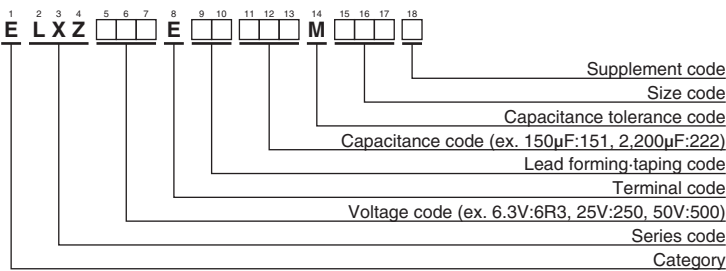 1 2 3 4 5 6 7 8 9 10 11 12 13 14 15 16 17 18
E L X Z E M
Supplement code
Size code
Capacitance tolerance code
Capacitance code (ex. 150μF:151, 2,200μF:222)
Lead forming·taping code
Terminal code
Voltage code (ex. 6.3V:6R3, 25V:250, 50V:500)
Series code
Category